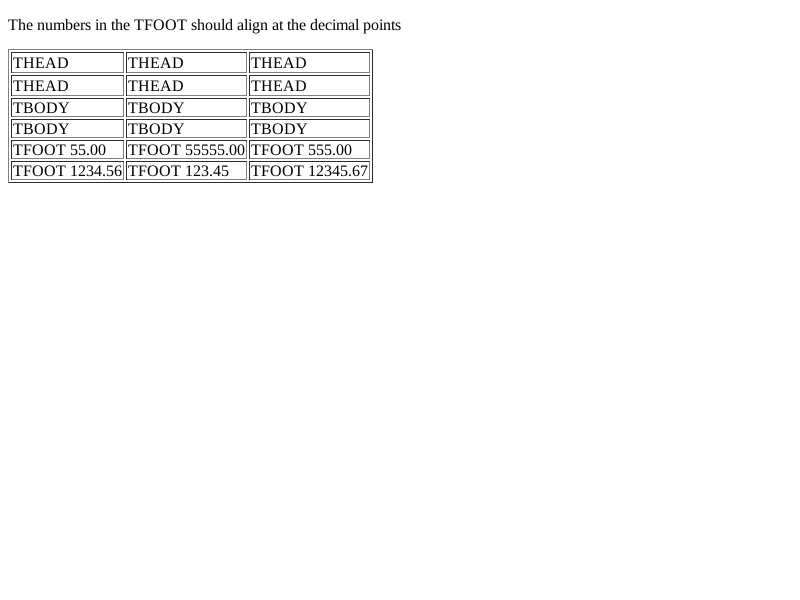 The numbers in the TFOOT should align at the decimal points
THEAD THEAD THEAD
THEAD THEAD THEAD
TBODY TBODY TBODY
TBODY TBODY TBODY
TFOOT 55.00 TFOOT 55555.00 TFOOT 555.00
TFOOT 1234.56 TFOOT 123.45 TFOOT 12345.67